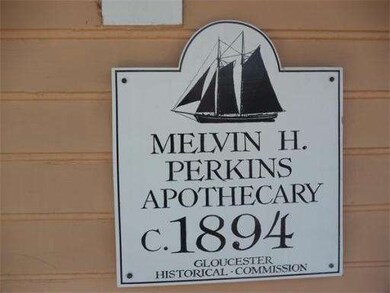 MELVIN H.
PERKINS
APOTHECARY
C. 1894
GLOUCESTER
HISTORICAL - COMMISSION